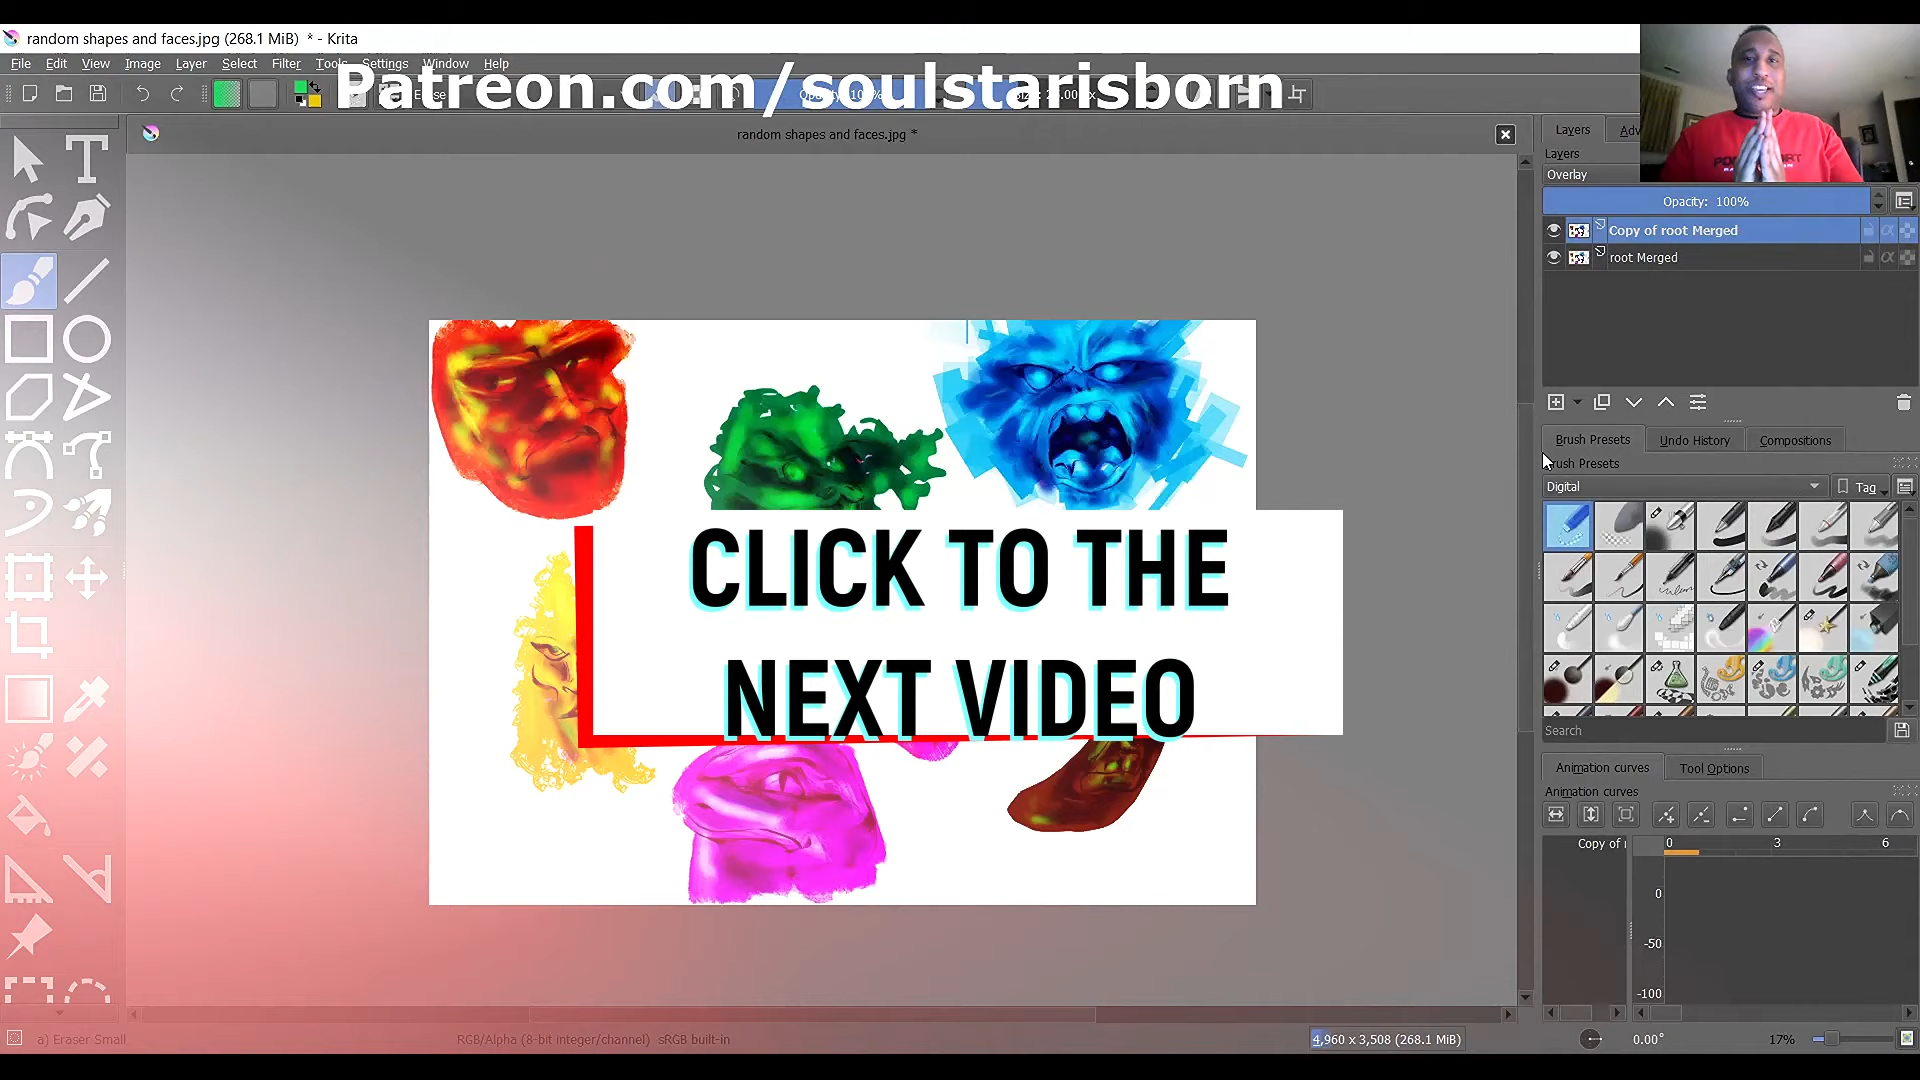 random shapes and faces.jpg (268.1 MiB) * - Krita
File Edit View Image Layer Select Filter Tools Settings Window Help
Patreon.com/soulstarisborn
random shapes and faces.jpg *
Layers
Layers
Overlay
Opacity: 100%
Copy of root Merged
root Merged
Brush Presets Undo History Compositions
Digital
Tag
CLICK TO THE
NEXT VIDEO
Search
Animation curves Tool Options
Animation curves
0 3 6
0
-50
-100
a) Eraser Small
RGB/Alpha (8-bit integer/channel) sRGB built-in
4,960 x 3,508 (268.1 MiB)
0.00°
17%